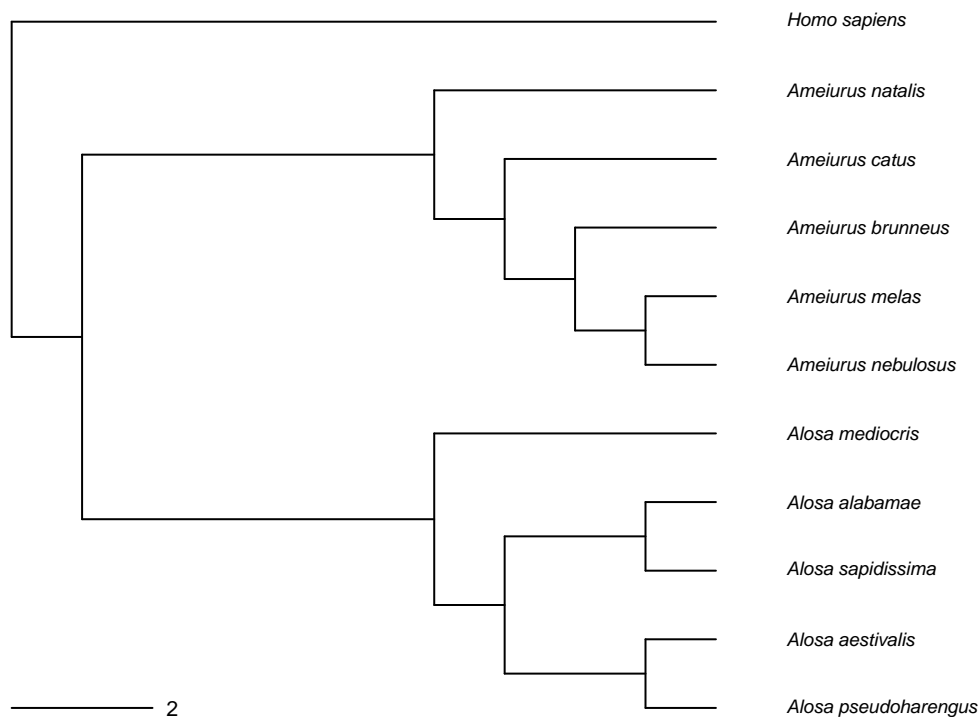 Homo sapiens
Ameiurus natalis
Ameiurus catus
Ameiurus brunneus
Ameiurus melas
Ameiurus nebulosus
Alosa mediocris
Alosa alabamae
Alosa sapidissima
Alosa aestivalis
Alosa pseudoharengus
2